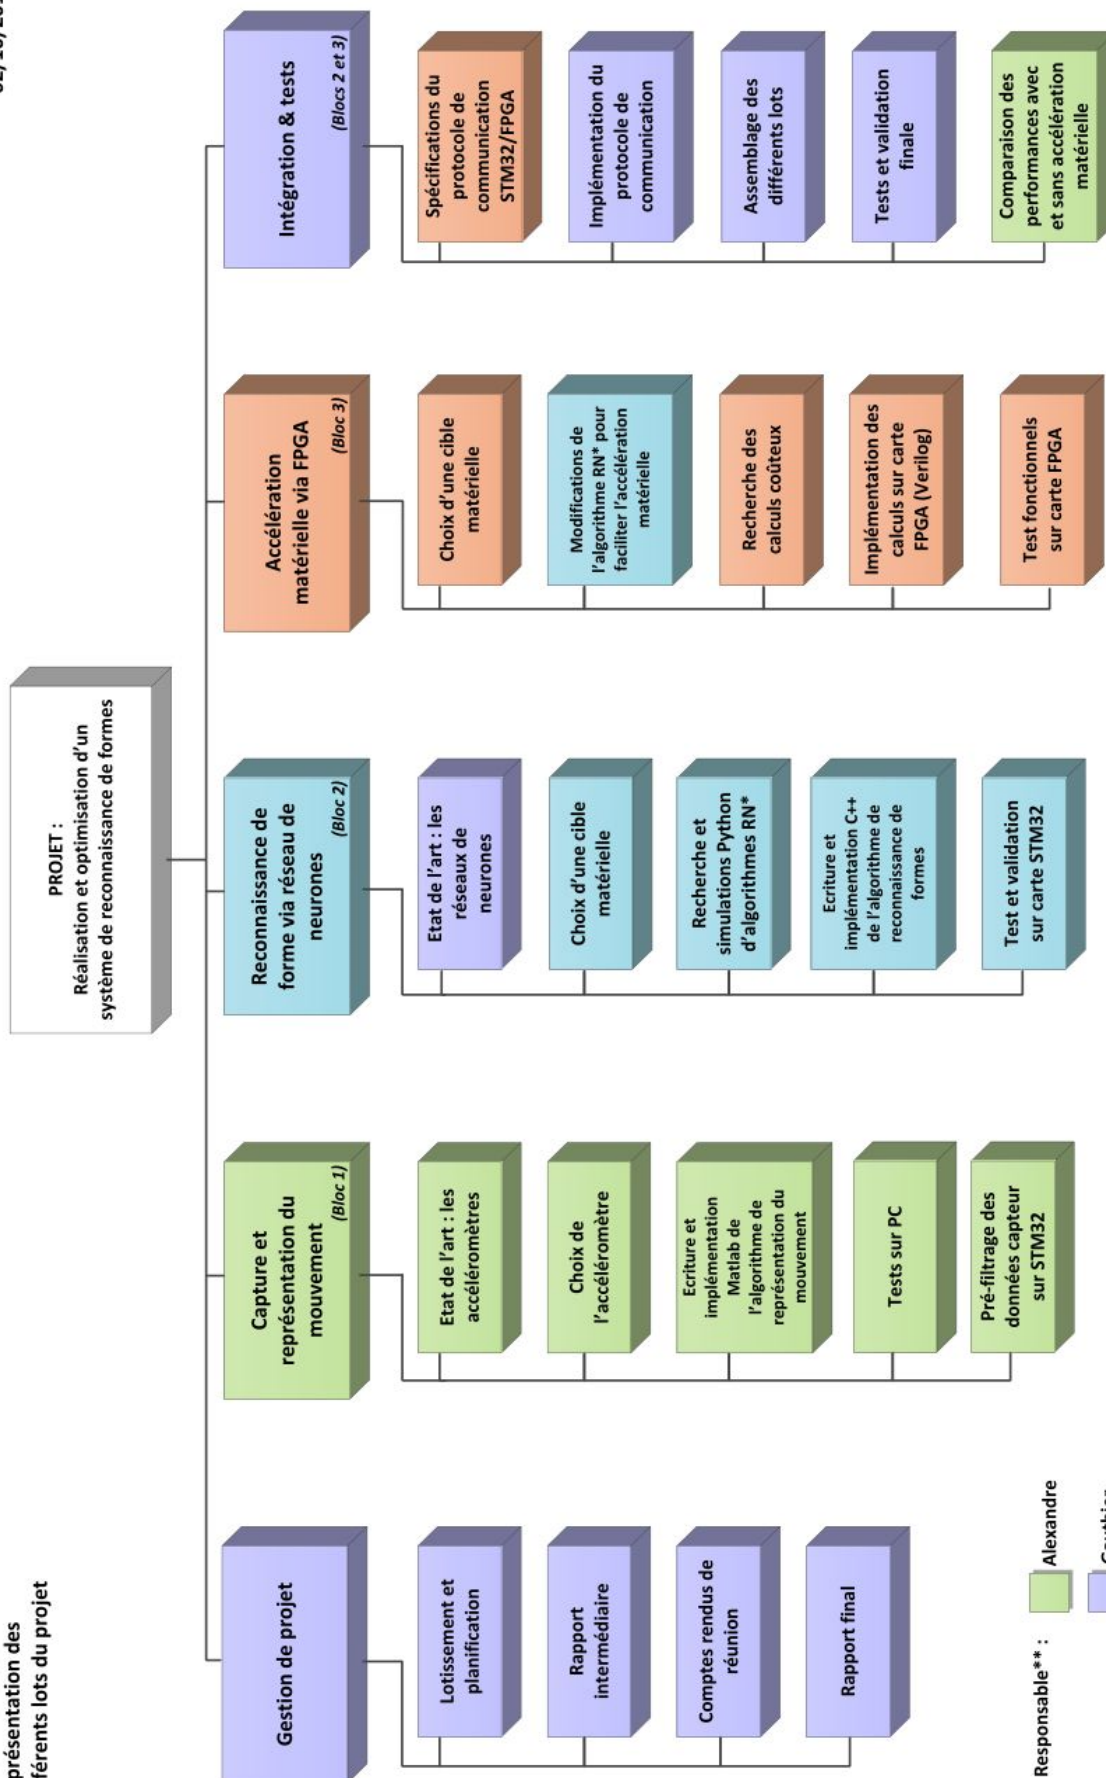 présentation des
férents lots du projet
PROJET :
Réalisation et optimisation d'un
système de reconnaissance de formes
Gestion de projet
Lotissement et
planification
Rapport
intermédiaire
Comptes rendus de
réunion
Rapport final
Capture et
représentation du
mouvement
(Bloc 1)
Etat de l'art : les
accéléromètres
Choix de
l'accéléromètre
Ecriture et
implémentation
Matlab de
l'algorithme de
représentation du
mouvement
Tests sur PC
Pré-filtrage des
données capteur
sur STM32
Reconnaissance de
forme via réseau de
neurones
(Bloc 2)
Etat de l'art : les
réseaux de
neurones
Choix d'une cible
matérielle
Recherche et
simulations Python
d'algorithmes RN*
Ecriture et
implémentation C++
de l'algorithme de
reconnaissance de
formes
Test et validation
sur carte STM32
Accélération
matérielle via FPGA
(Bloc 3)
Choix d'une cible
matérielle
Modifications de
l'algorithme RN* pour
faciliter l'accélération
matérielle
Recherche des
calculs coûteux
Implémentation des
calculs sur carte
FPGA (Verilog)
Test fonctionnels
sur carte FPGA
Intégration & tests
(Blocs 2 et 3)
Spécifications du
protocole de
communication
STM32/FPGA
Implémentation du
protocole de
communication
Assemblage des
différents lots
Tests et validation
finale
Comparaison des
performances avec
et sans accélération
matérielle
Responsable** :
Alexandre